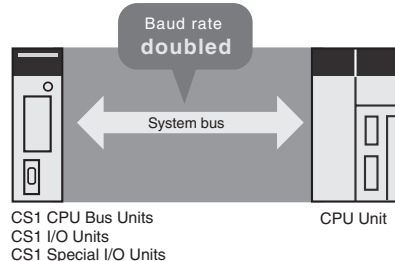 Baud rate
doubled
System bus
CS1 CPU Bus Units
CS1 I/O Units
CS1 Special I/O Units
CPU Unit